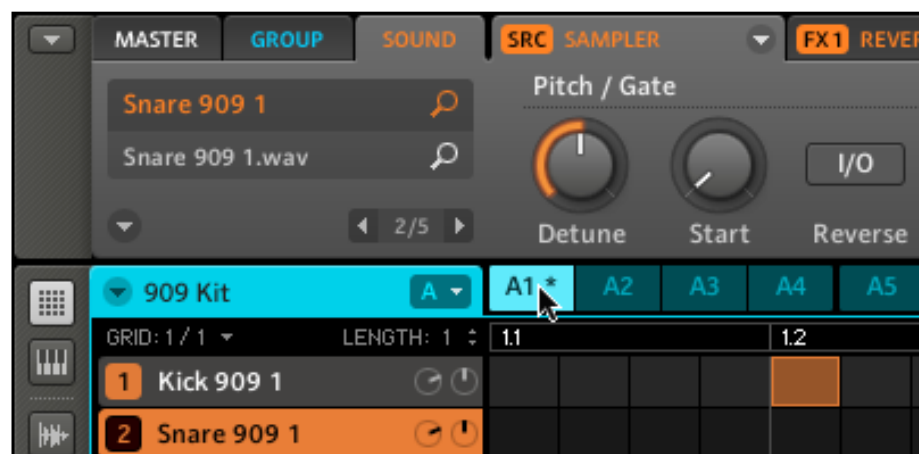 MASTER GROUP SOUND SRC SAMPLER FX1 REVER
Pitch / Gate
Snare 909 1
Snare 909 1.wav
I/O
2/5
Detune Start Reverse
909 Kit A A1 * A2 A3 A4 A5
GRID: 1 / 1 LENGTH: 1 1.1 1.2
1 Kick 909 1
2 Snare 909 1